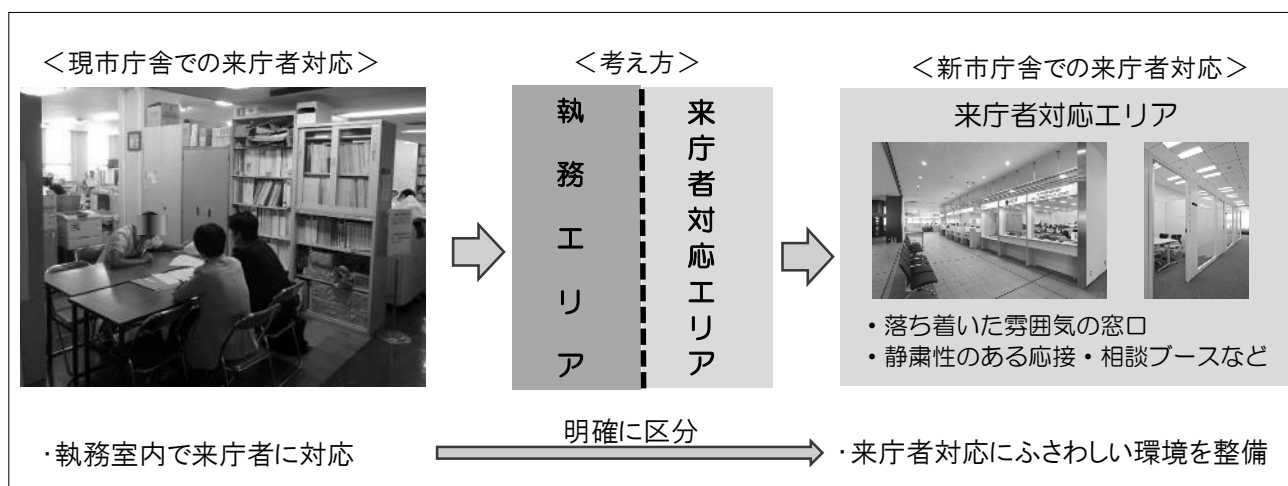 ＜現市庁舎での来庁者対応＞
＜考え方＞
執務エリア
来庁者対応エリア
＜新市庁舎での来庁者対応＞
来庁者対応エリア
・落ち着いた雰囲気の窓口
・静粛性のある応接・相談ブースなど
・執務室内で来庁者に対応
明確に区分
・来庁者対応にふさわしい環境を整備